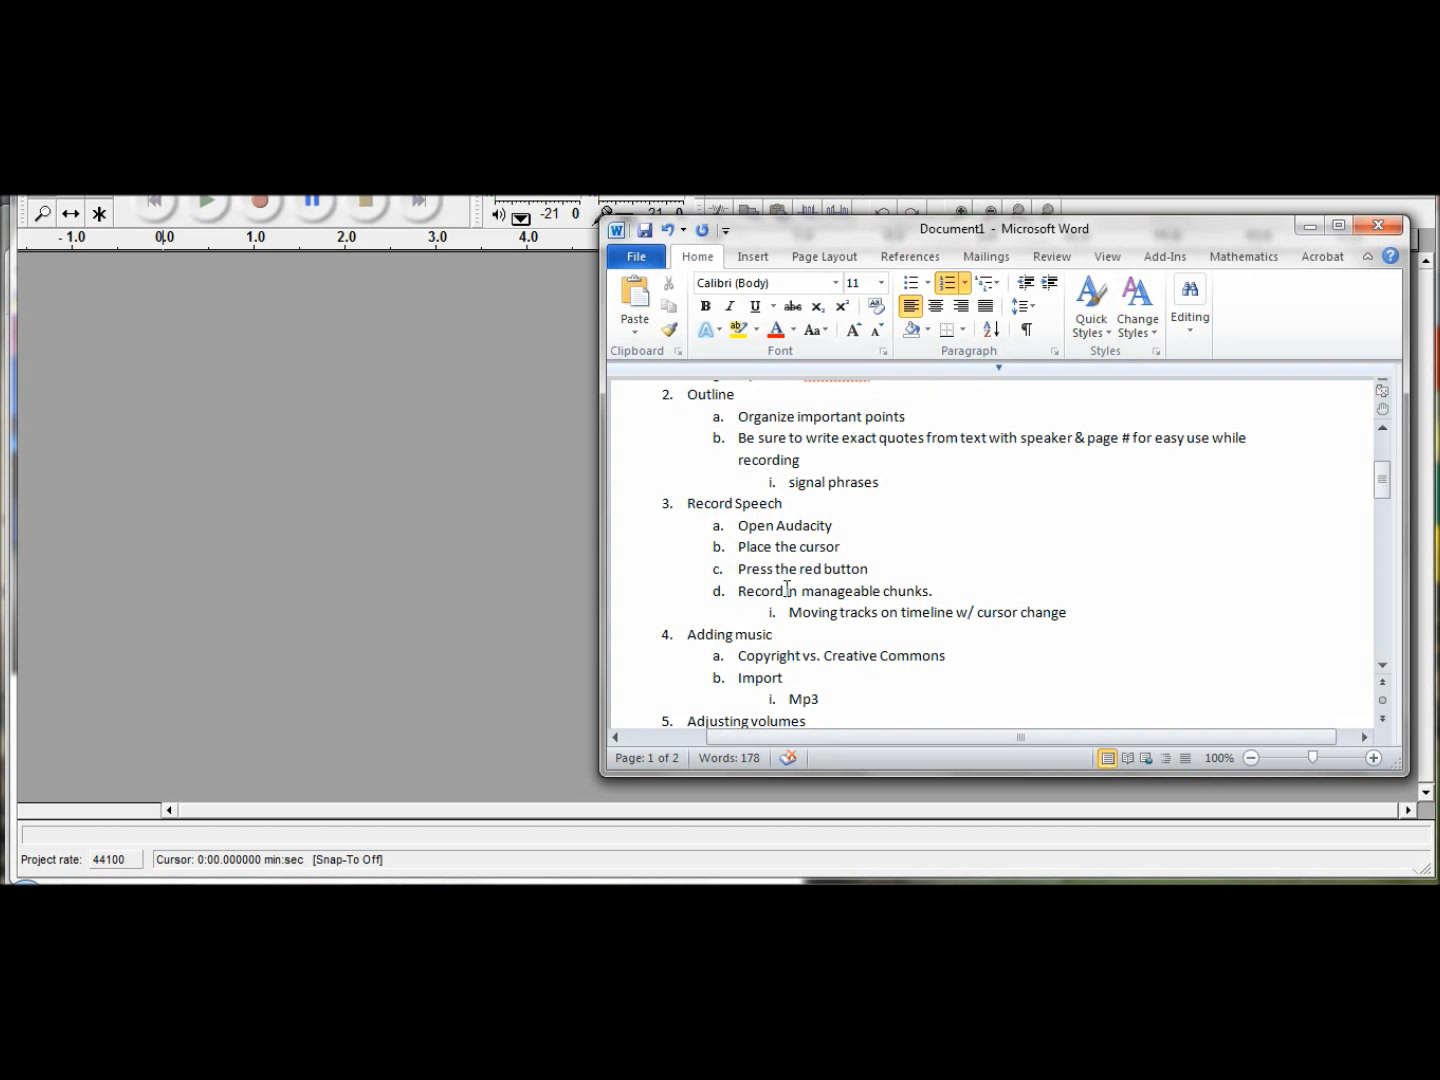 -21 0
-21 0
- 1.0 0.0 1.0 2.0 3.0 4.0
Document1 - Microsoft Word
File Home Insert Page Layout References Mailings Review View Add-Ins Mathematics Acrobat
Calibri (Body) 11
Paste
B I U abc x₂ x²
A ab A Aa A A
Quick Styles
Change Styles
Editing
Clipboard Font Paragraph Styles
2. Outline
a. Organize important points
b. Be sure to write exact quotes from text with speaker & page # for easy use while
recording
i. signal phrases
3. Record Speech
a. Open Audacity
b. Place the cursor
c. Press the red button
d. Record in manageable chunks.
i. Moving tracks on timeline w/ cursor change
4. Adding music
a. Copyright vs. Creative Commons
b. Import
i. Mp3
5. Adjusting volumes
Page: 1 of 2 Words: 178 100%
Project rate: 44100 Cursor: 0:00.000000 min:sec [Snap-To Off]